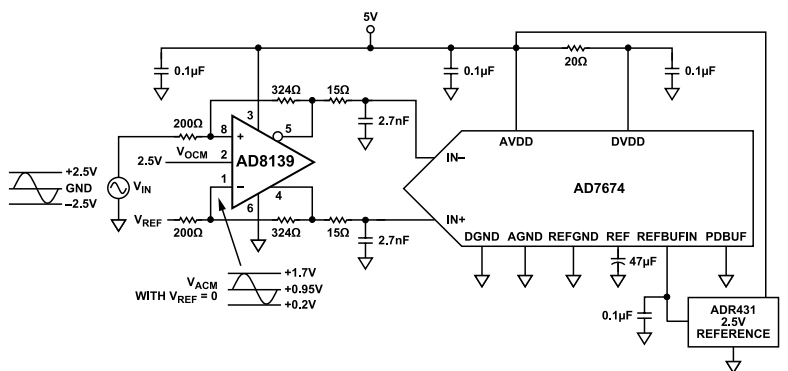 5V
0.1µF
0.1µF
20Ω
0.1µF
324Ω
15Ω
200Ω
3
5
2.7nF
8
+
VOCM
2.5V
2
AD8139
1
–
4
6
+2.5V
GND
–2.5V
VIN
VREF
200Ω
324Ω
15Ω
2.7nF
AVDD
DVDD
IN–
AD7674
IN+
DGND
AGND
REFGND
REF
REFBUFIN
PDBUF
47µF
VACM
WITH VREF = 0
+1.7V
+0.95V
+0.2V
0.1µF
ADR431
2.5V
REFERENCE